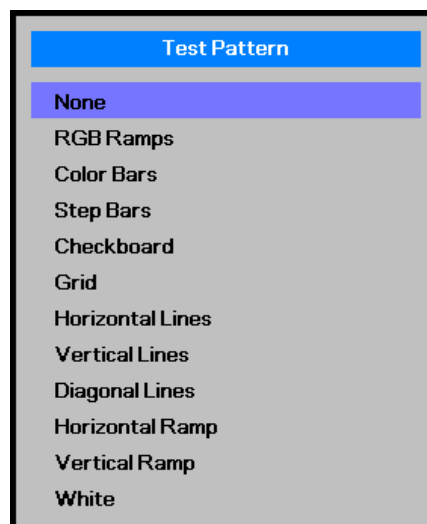 Test Pattern
None
RGB Ramps
Color Bars
Step Bars
Checkboard
Grid
Horizontal Lines
Vertical Lines
Diagonal Lines
Horizontal Ramp
Vertical Ramp
White